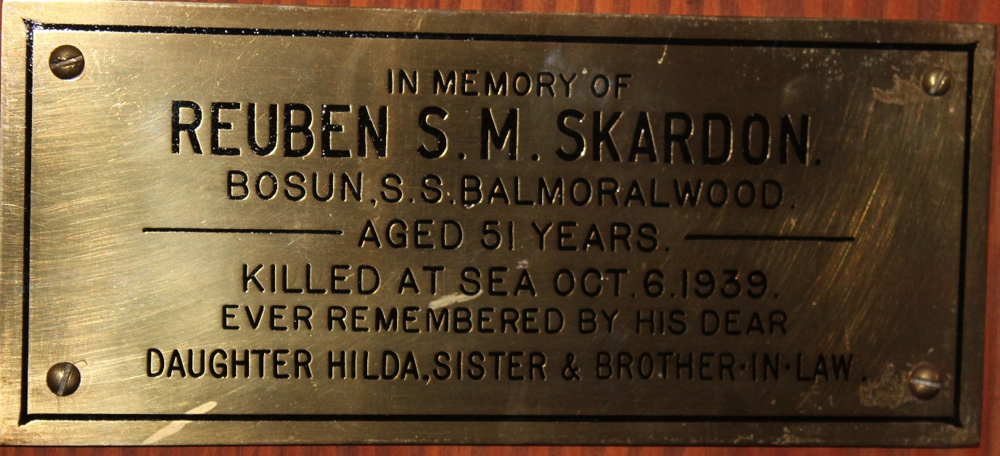 IN MEMORY OF
REUBEN S.M.SKARDON.
BOSUN,S.S.BALMORALWOOD.
AGED 51 YEARS.
KILLED AT SEA OCT.6.1939.
EVER REMEMBERED BY HIS DEAR
DAUGHTER HILDA,SISTER & BROTHER·IN·LAW.